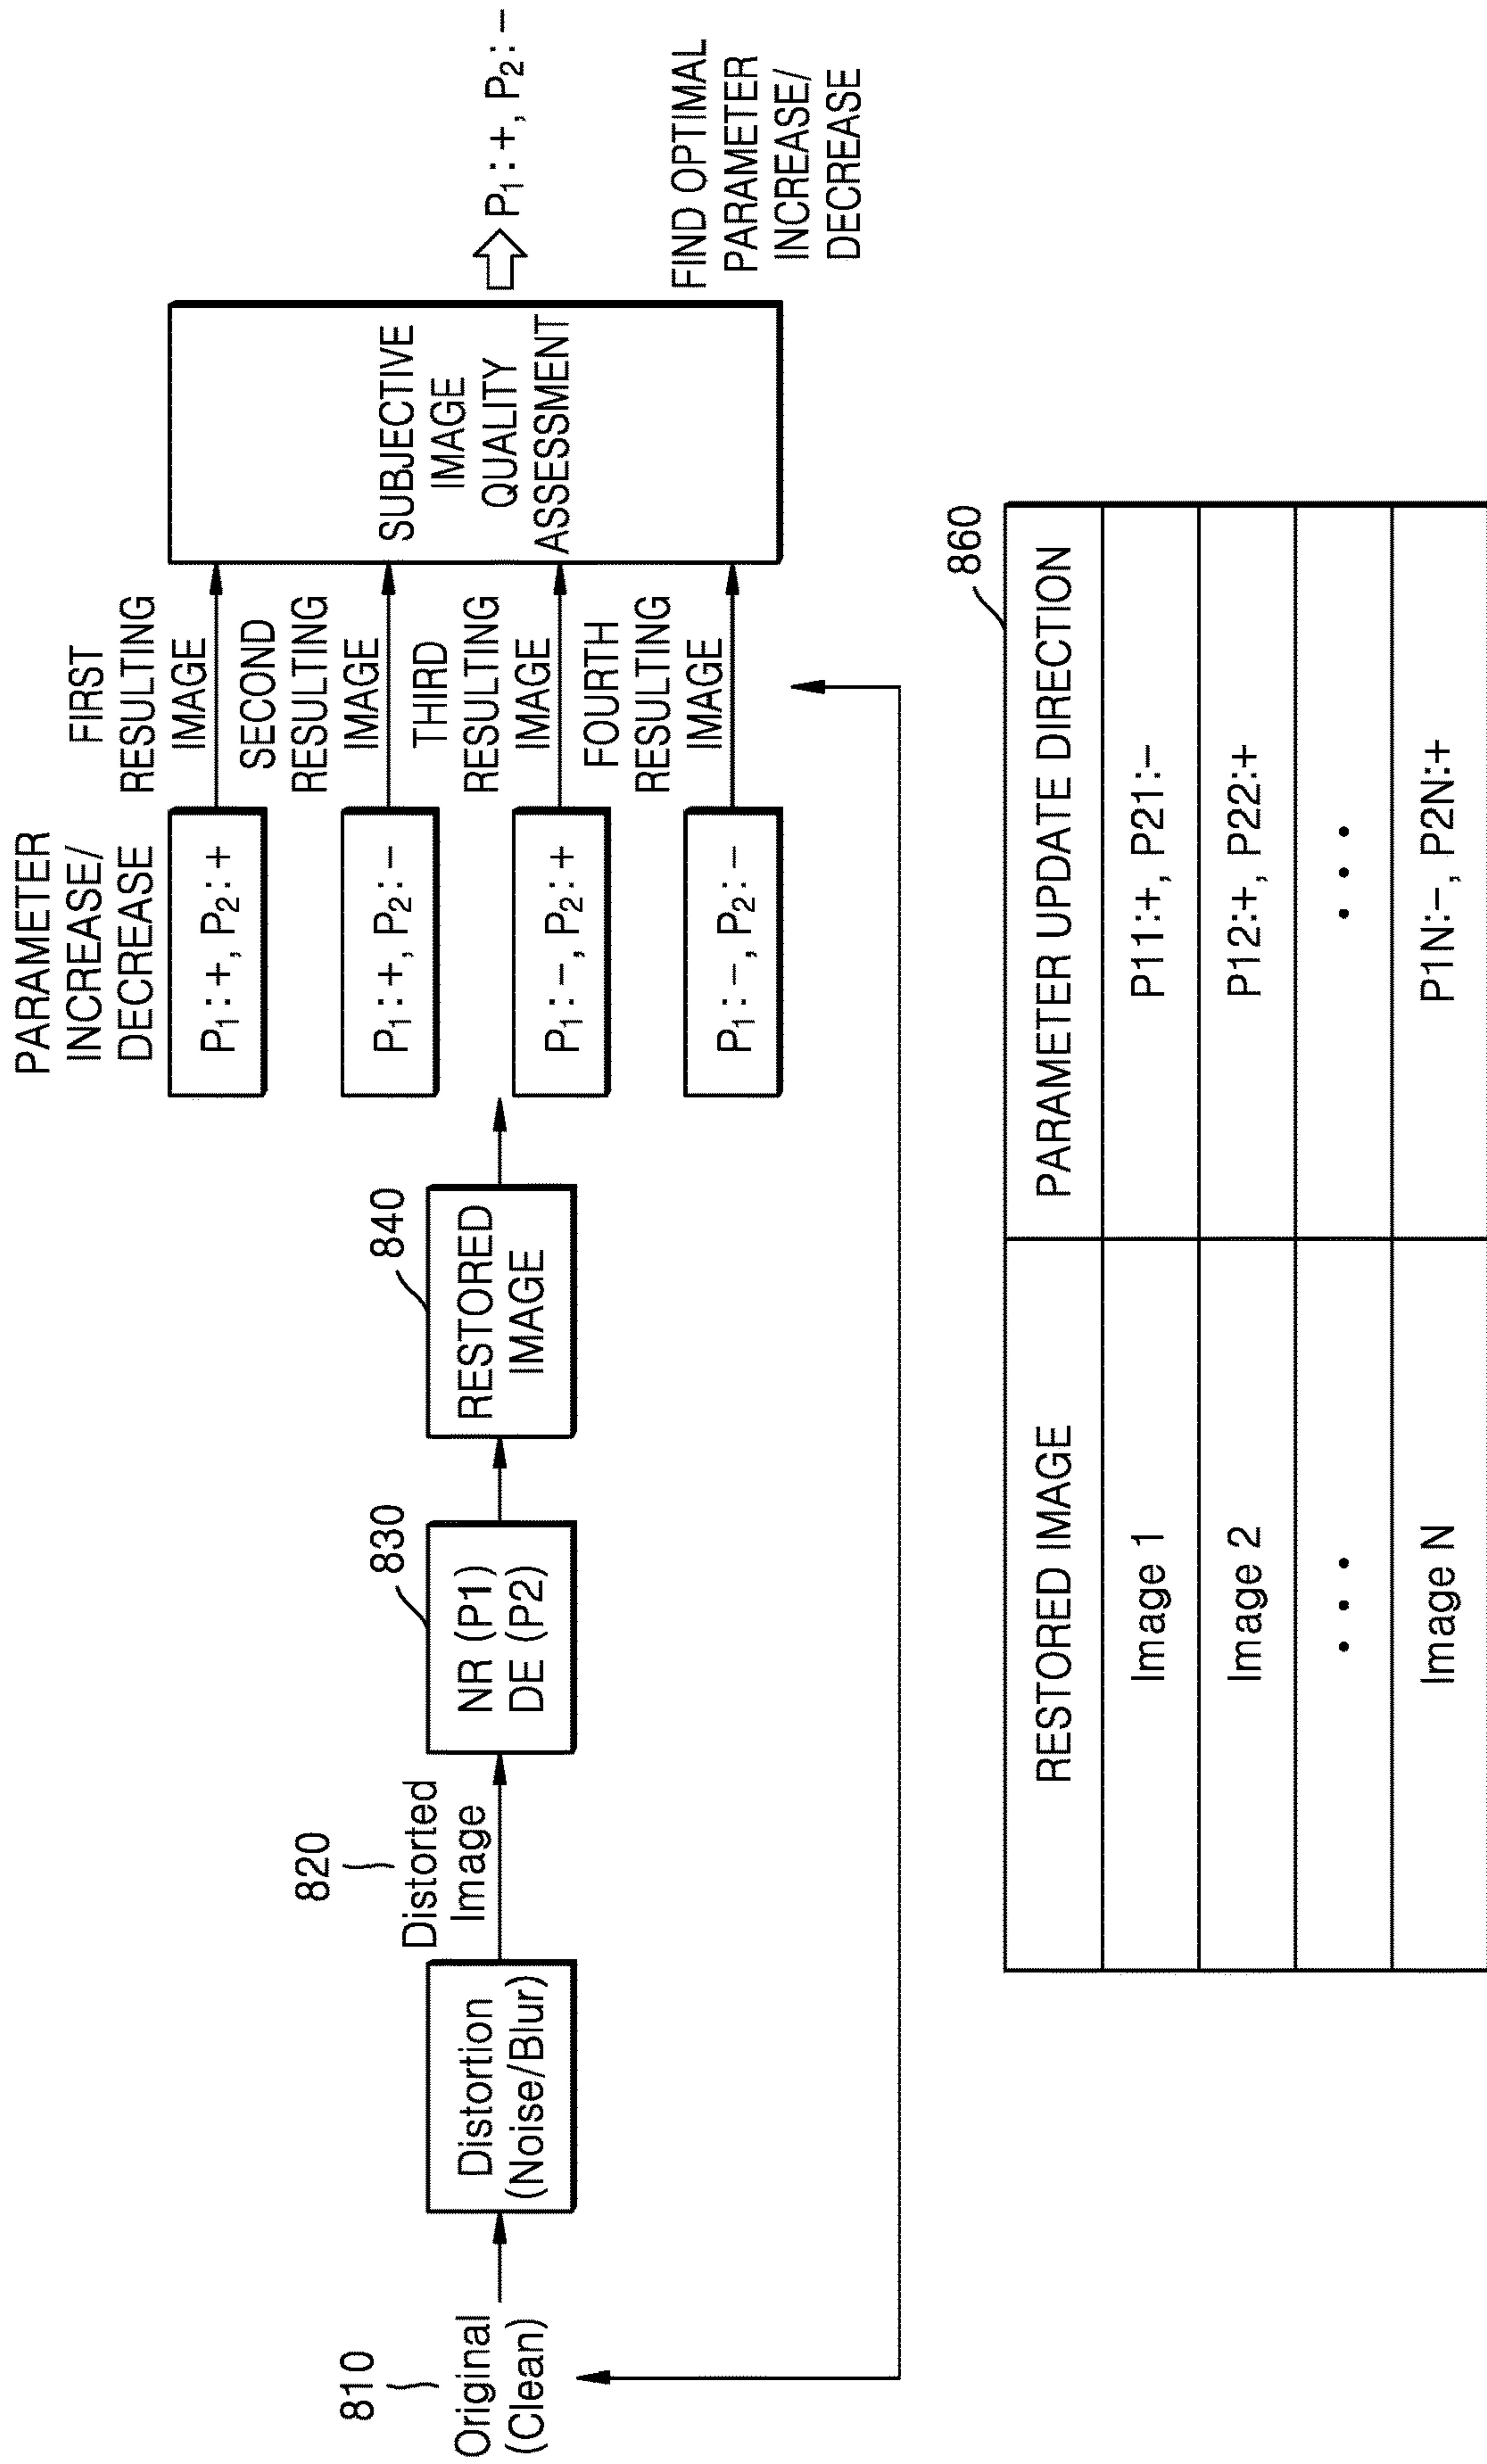 810
Original
(Clean)
Distortion
(Noise/Blur)
820
Distorted
Image
830
NR (P1)
DE (P2)
840
RESTORED
IMAGE
PARAMETER
INCREASE/
DECREASE
P₁ : +, P₂ : +
P₁ : +, P₂ : −
P₁ : −, P₂ : +
P₁ : −, P₂ : −
FIRST
RESULTING
IMAGE
SECOND
RESULTING
IMAGE
THIRD
RESULTING
IMAGE
FOURTH
RESULTING
IMAGE
SUBJECTIVE
IMAGE
QUALITY
ASSESSMENT
P₁ : +, P₂ : −
FIND OPTIMAL
PARAMETER
INCREASE/
DECREASE
860
RESTORED IMAGE PARAMETER UPDATE DIRECTION
Image 1 P11:+, P21:-
Image 2 P12:+, P22:+
• • • • • •
Image N P1N:-, P2N:+